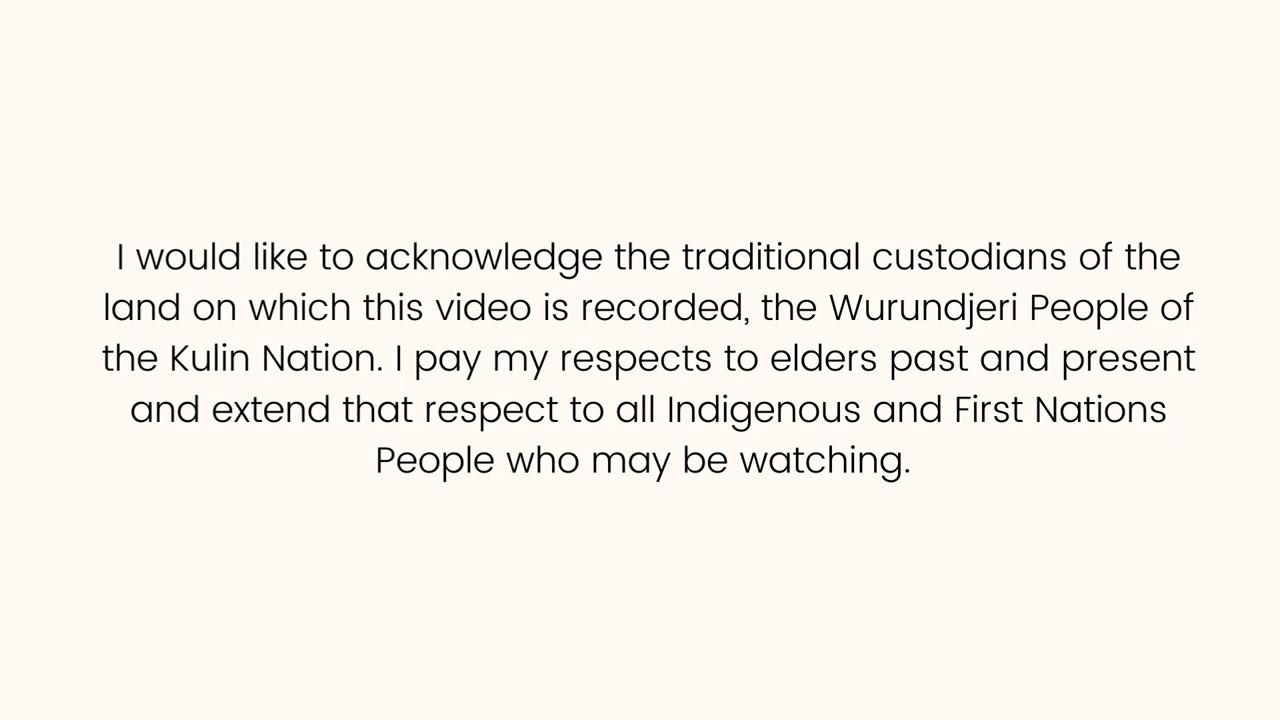 I would like to acknowledge the traditional custodians of the
land on which this video is recorded, the Wurundjeri People of
the Kulin Nation. I pay my respects to elders past and present
and extend that respect to all Indigenous and First Nations
People who may be watching.